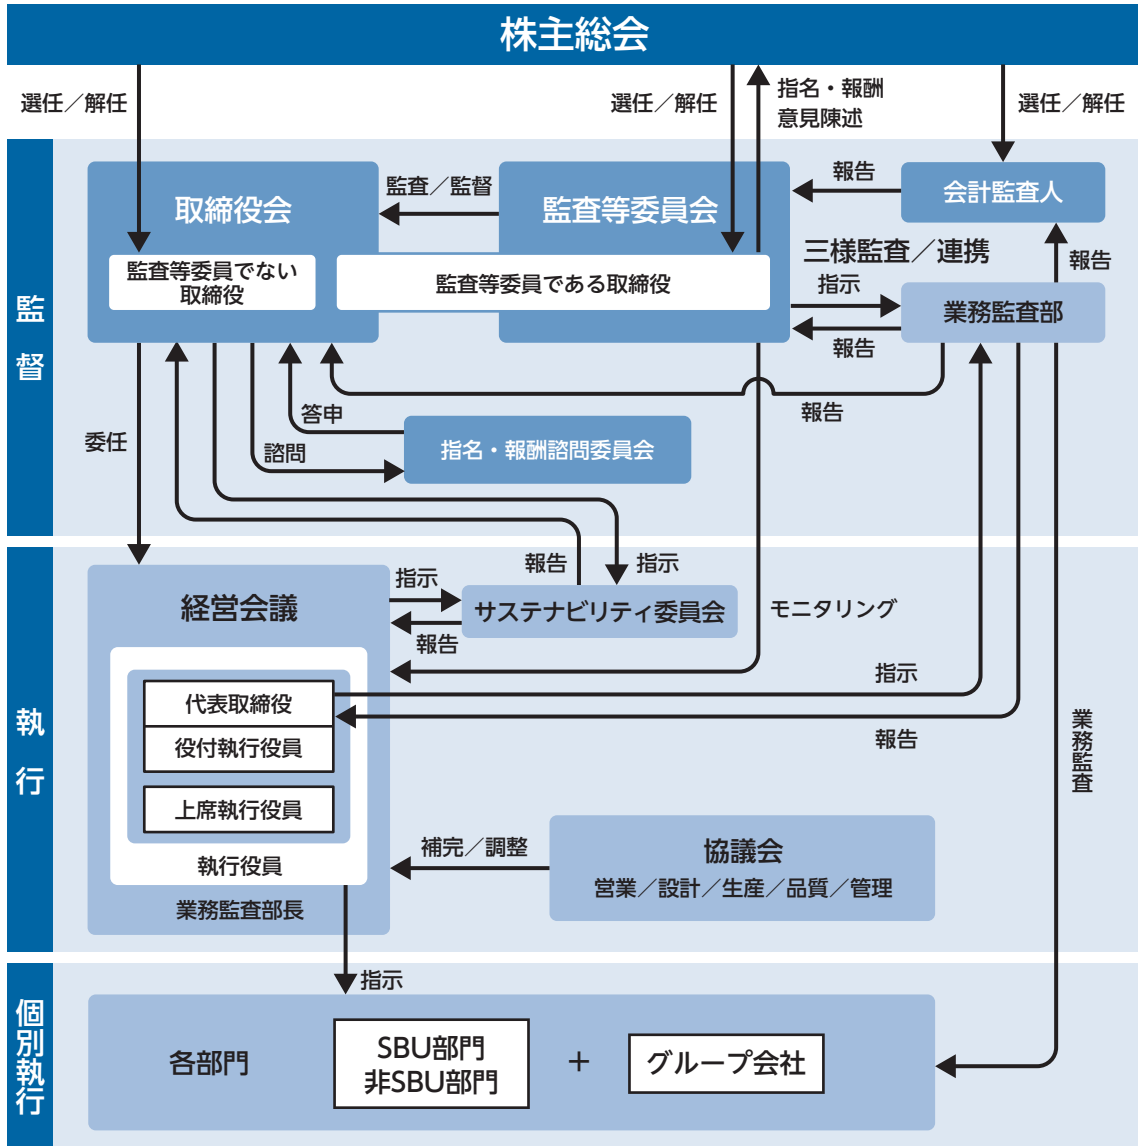 株主総会
選任／解任
選任／解任
指名・報酬
意見陳述
選任／解任
監督
取締役会
監査／監督
監査等委員会
報告
会計監査人
監査等委員でない
取締役
監査等委員である取締役
三様監査／連携
報告
指示
業務監査部
報告
報告
答申
諮問
指名・報酬諮問委員会
委任
執行
経営会議
指示
報告
指示
サステナビリティ委員会
報告
モニタリング
代表取締役
役付執行役員
上席執行役員
執行役員
業務監査部長
指示
報告
業務監査
補完／調整
協議会
営業／設計／生産／品質／管理
指示
個別執行
各部門
SBU部門
非SBU部門
+
グループ会社